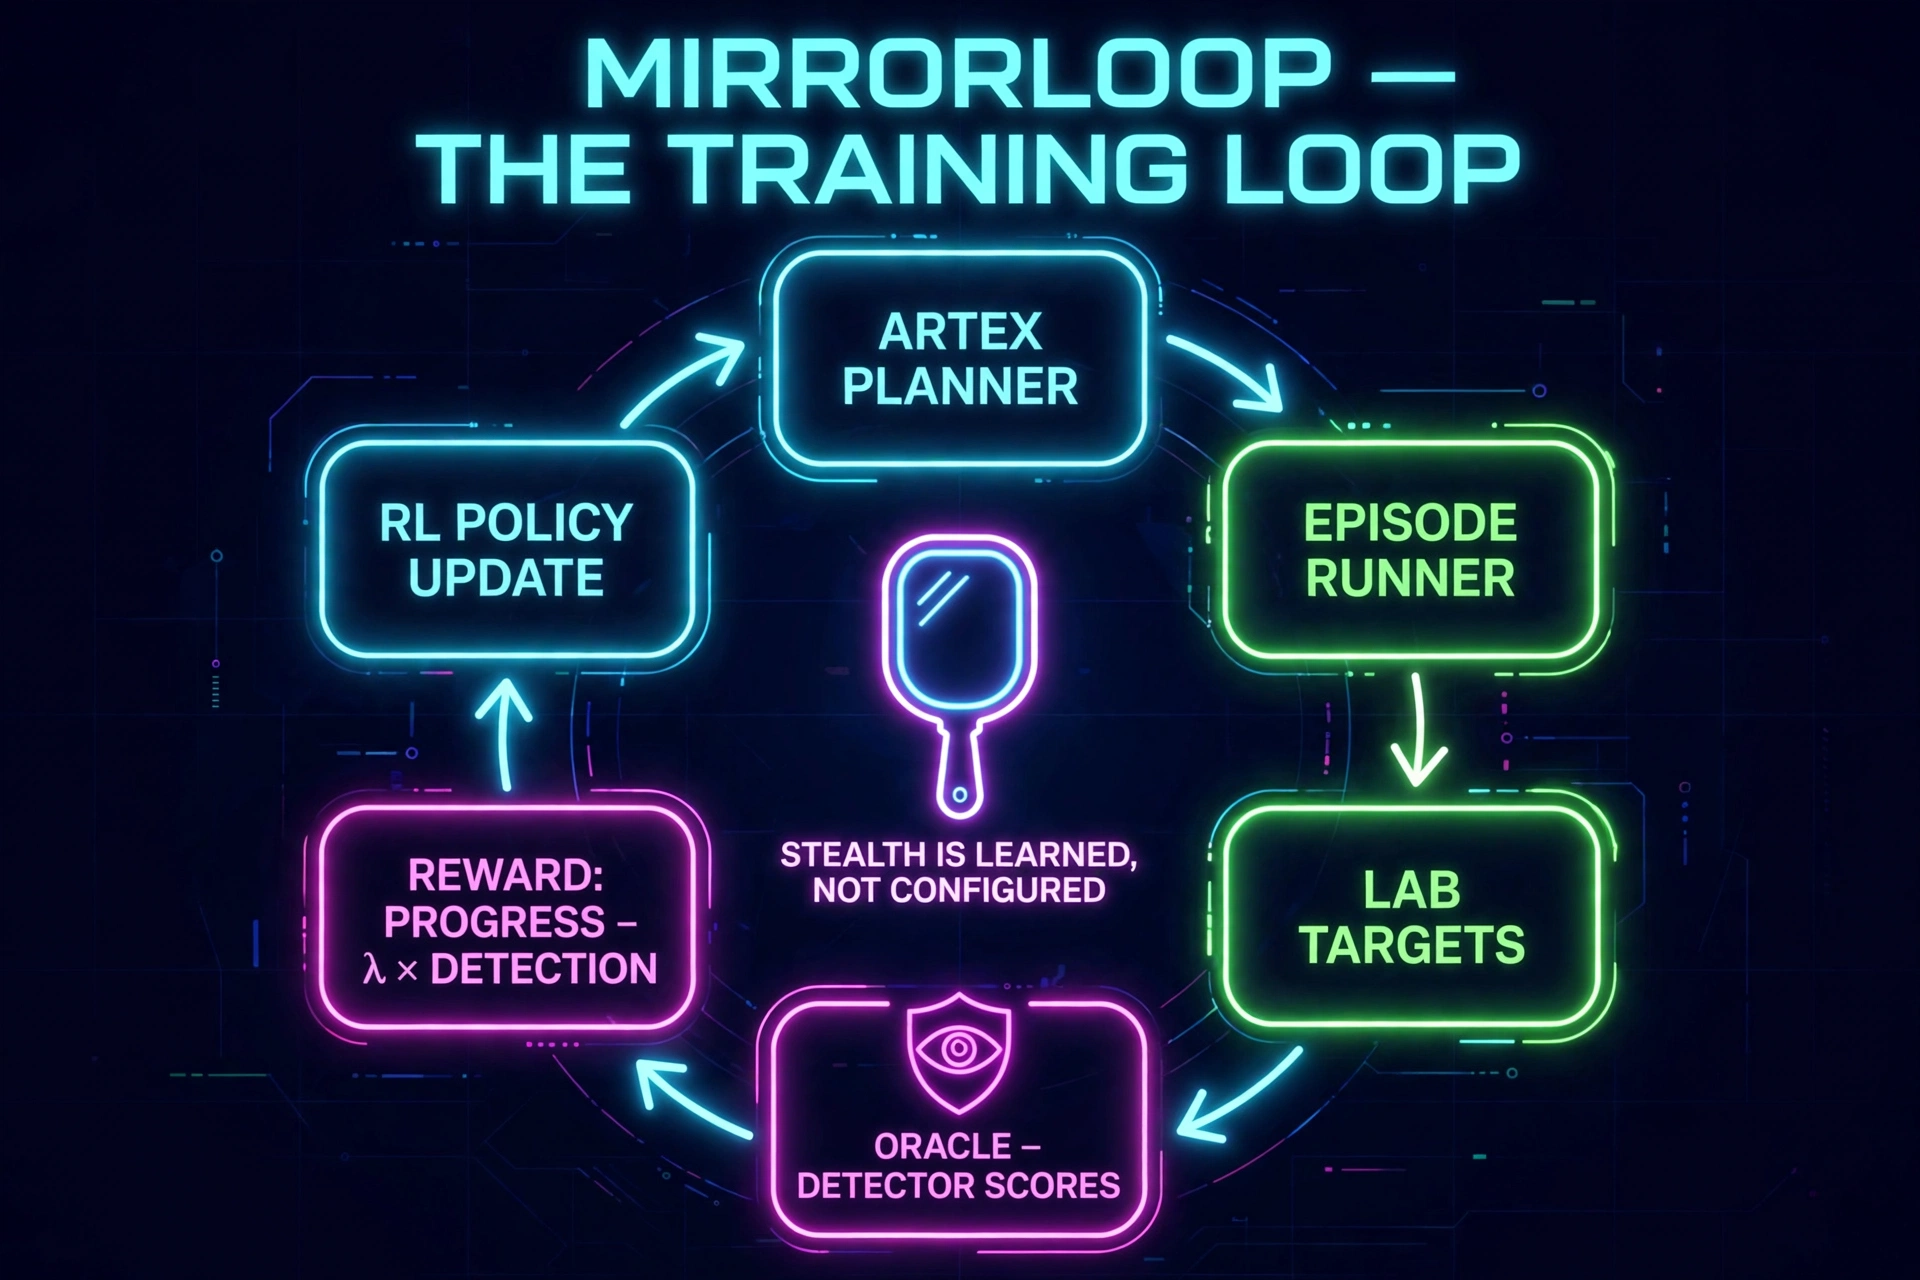 MIRRORLOOP —
THE TRAINING LOOP
ARTEX
PLANNER
EPISODE
RUNNER
LAB
TARGETS
ORACLE –
DETECTOR SCORES
REWARD:
PROGRESS –
λ × DETECTION
RL POLICY
UPDATE
STEALTH IS LEARNED,
NOT CONFIGURED